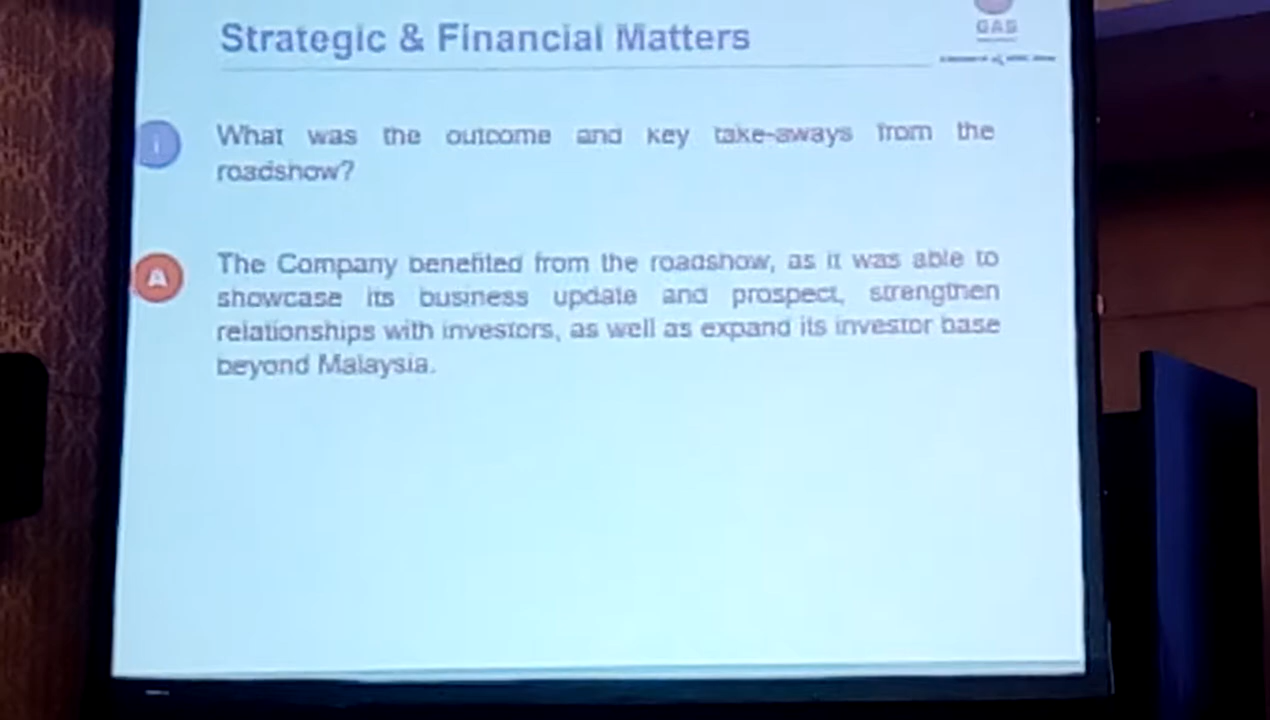 Strategic & Financial Matters
GAS
i
What was the outcome and key take-aways from the
roadshow?
A
The Company benefited from the roadshow, as it was able to
showcase its business update and prospect, strengthen
relationships with investors, as well as expand its investor base
beyond Malaysia.